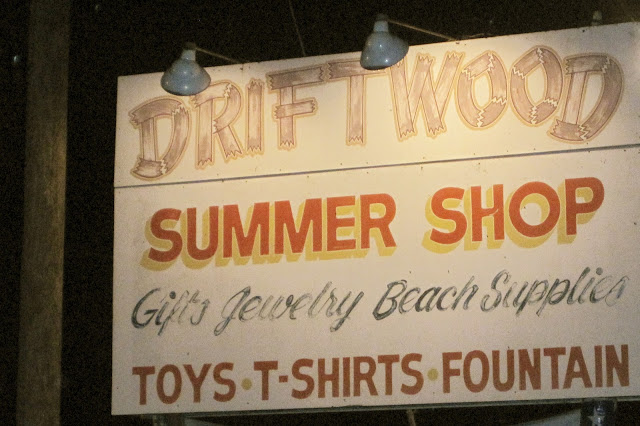 DRIFTWOOD
SUMMER SHOP
Gifts Jewelry Beach Supplies
TOYS • T-SHIRTS • FOUNTAIN